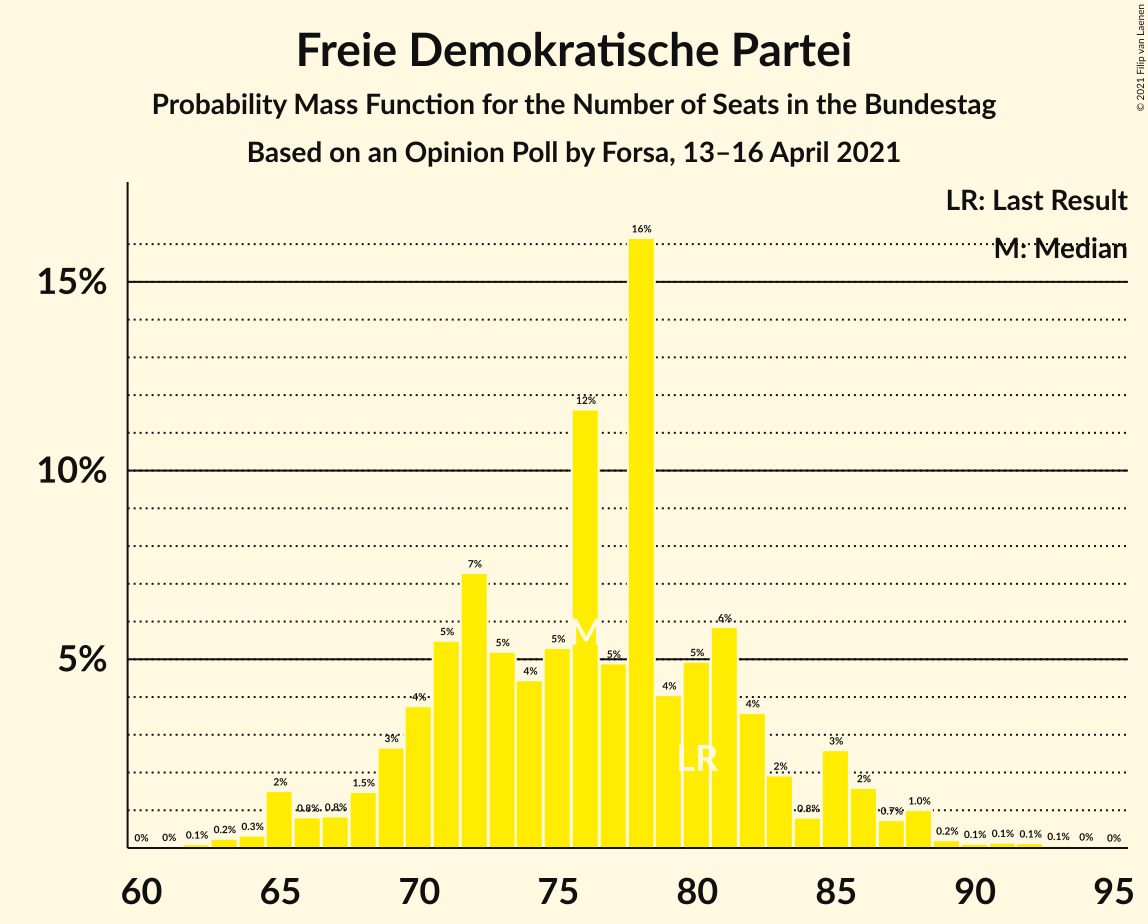 © 2021 Filip van Laenen
Freie Demokratische Partei
Probability Mass Function for the Number of Seats in the Bundestag
Based on an Opinion Poll by Forsa, 13–16 April 2021
LR: Last Result
M: Median
15%
10%
5%
0% 0% 0.1% 0.2% 0.3% 2% 0.8% 0.8% 1.5% 3% 4% 5% 7% 5% 4% 5% 12% 5% 16% 4% 5% 6% 4% 2% 0.8% 3% 2% 0.7% 1.0% 0.2% 0.1% 0.1% 0.1% 0.1% 0% 0%
M
LR
60 65 70 75 80 85 90 95